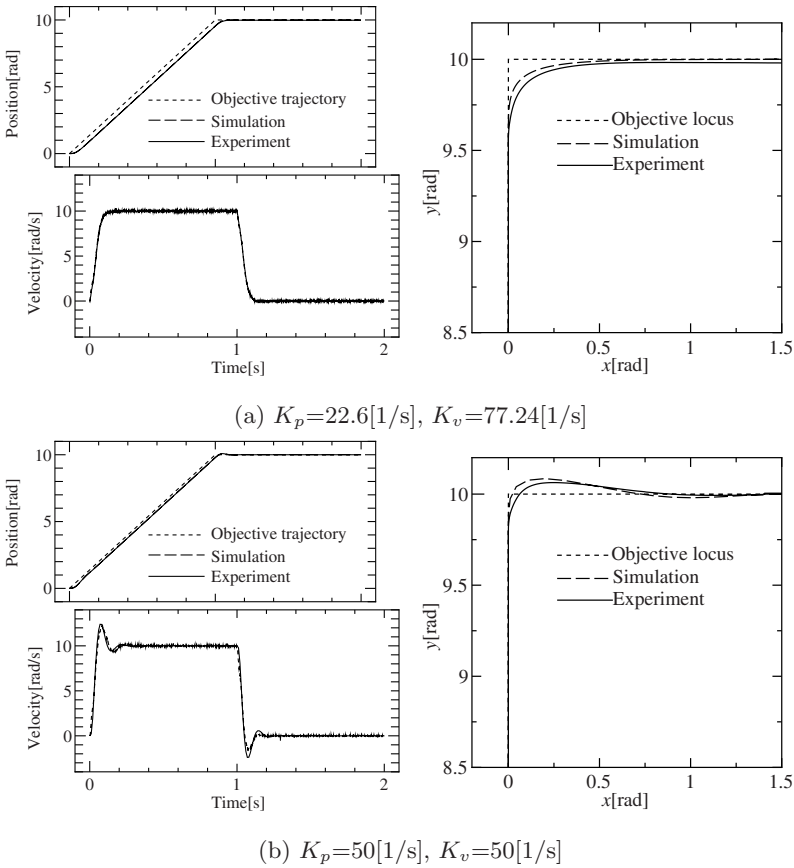 Position[rad]
10
5
0
Objective trajectory
Simulation
Experiment
Velocity[rad/s]
10
5
0
0
1
2
Time[s]
y[rad]
10
9.5
9
8.5
Objective locus
Simulation
Experiment
0
0.5
1
1.5
x[rad]
(a) Kp=22.6[1/s], Kv=77.24[1/s]
Position[rad]
10
5
0
Objective trajectory
Simulation
Experiment
Velocity[rad/s]
10
5
0
0
1
2
Time[s]
y[rad]
10
9.5
9
8.5
Objective locus
Simulation
Experiment
0
0.5
1
1.5
x[rad]
(b) Kp=50[1/s], Kv=50[1/s]